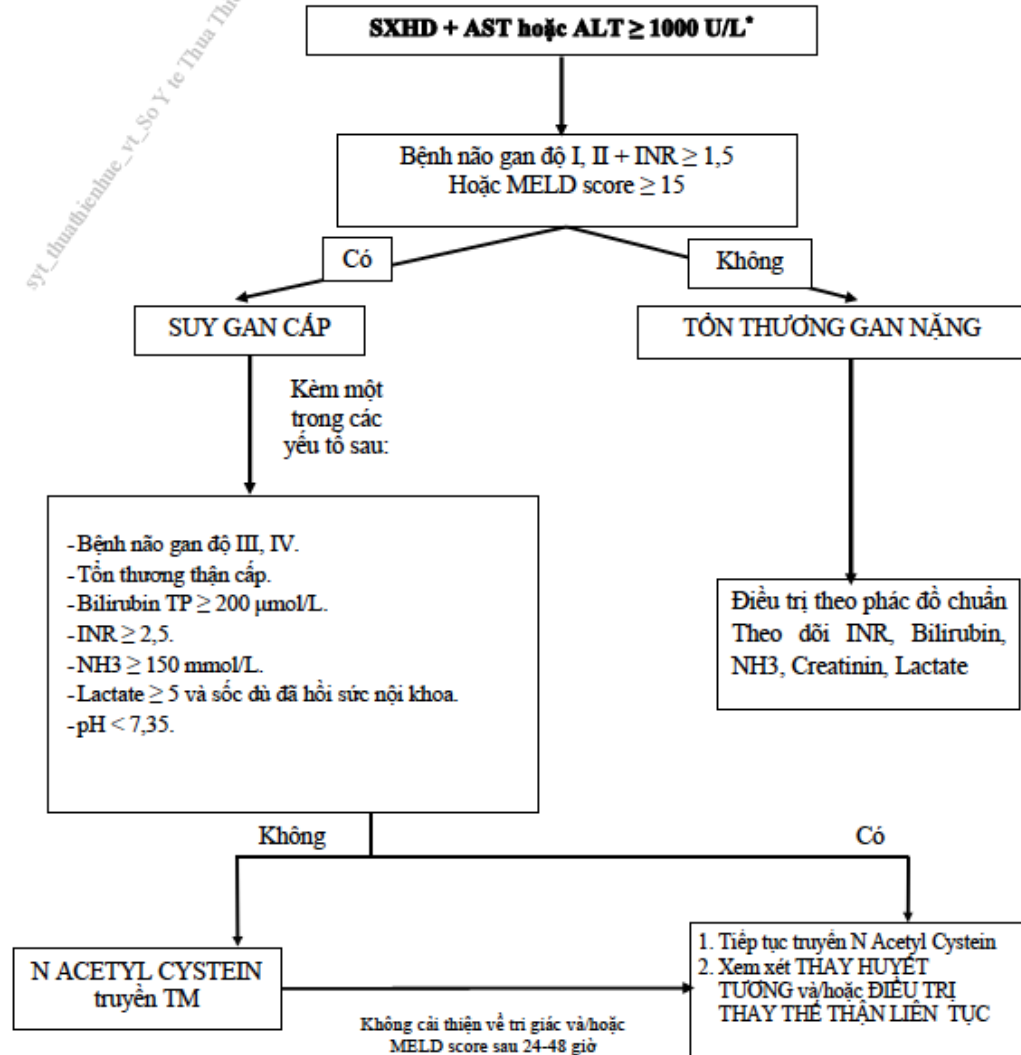 syt_thuathienhue_vt_So Y te Thua Thie
SXHD + AST hoặc ALT ≥ 1000 U/L*
Bệnh não gan độ I, II + INR ≥ 1,5
Hoặc MELD score ≥ 15
Có
Không
SUY GAN CẤP
TỔN THƯƠNG GAN NẶNG
Kèm một
trong các
yếu tố sau:
-Bệnh não gan độ III, IV.
-Tổn thương thận cấp.
-Bilirubin TP ≥ 200 µmol/L.
-INR ≥ 2,5.
-NH3 ≥ 150 mmol/L.
-Lactate ≥ 5 và sốc dù đã hồi sức nội khoa.
-pH < 7,35.
Điều trị theo phác đồ chuẩn
Theo dõi INR, Bilirubin,
NH3, Creatinin, Lactate
Không
Có
N ACETYL CYSTEIN
truyền TM
Không cải thiện về tri giác và/hoặc
MELD score sau 24-48 giờ
1. Tiếp tục truyền N Acetyl Cystein
2. Xem xét THAY HUYẾT
TƯƠNG và/hoặc ĐIỀU TRỊ
THAY THẾ THẬN LIÊN TỤC